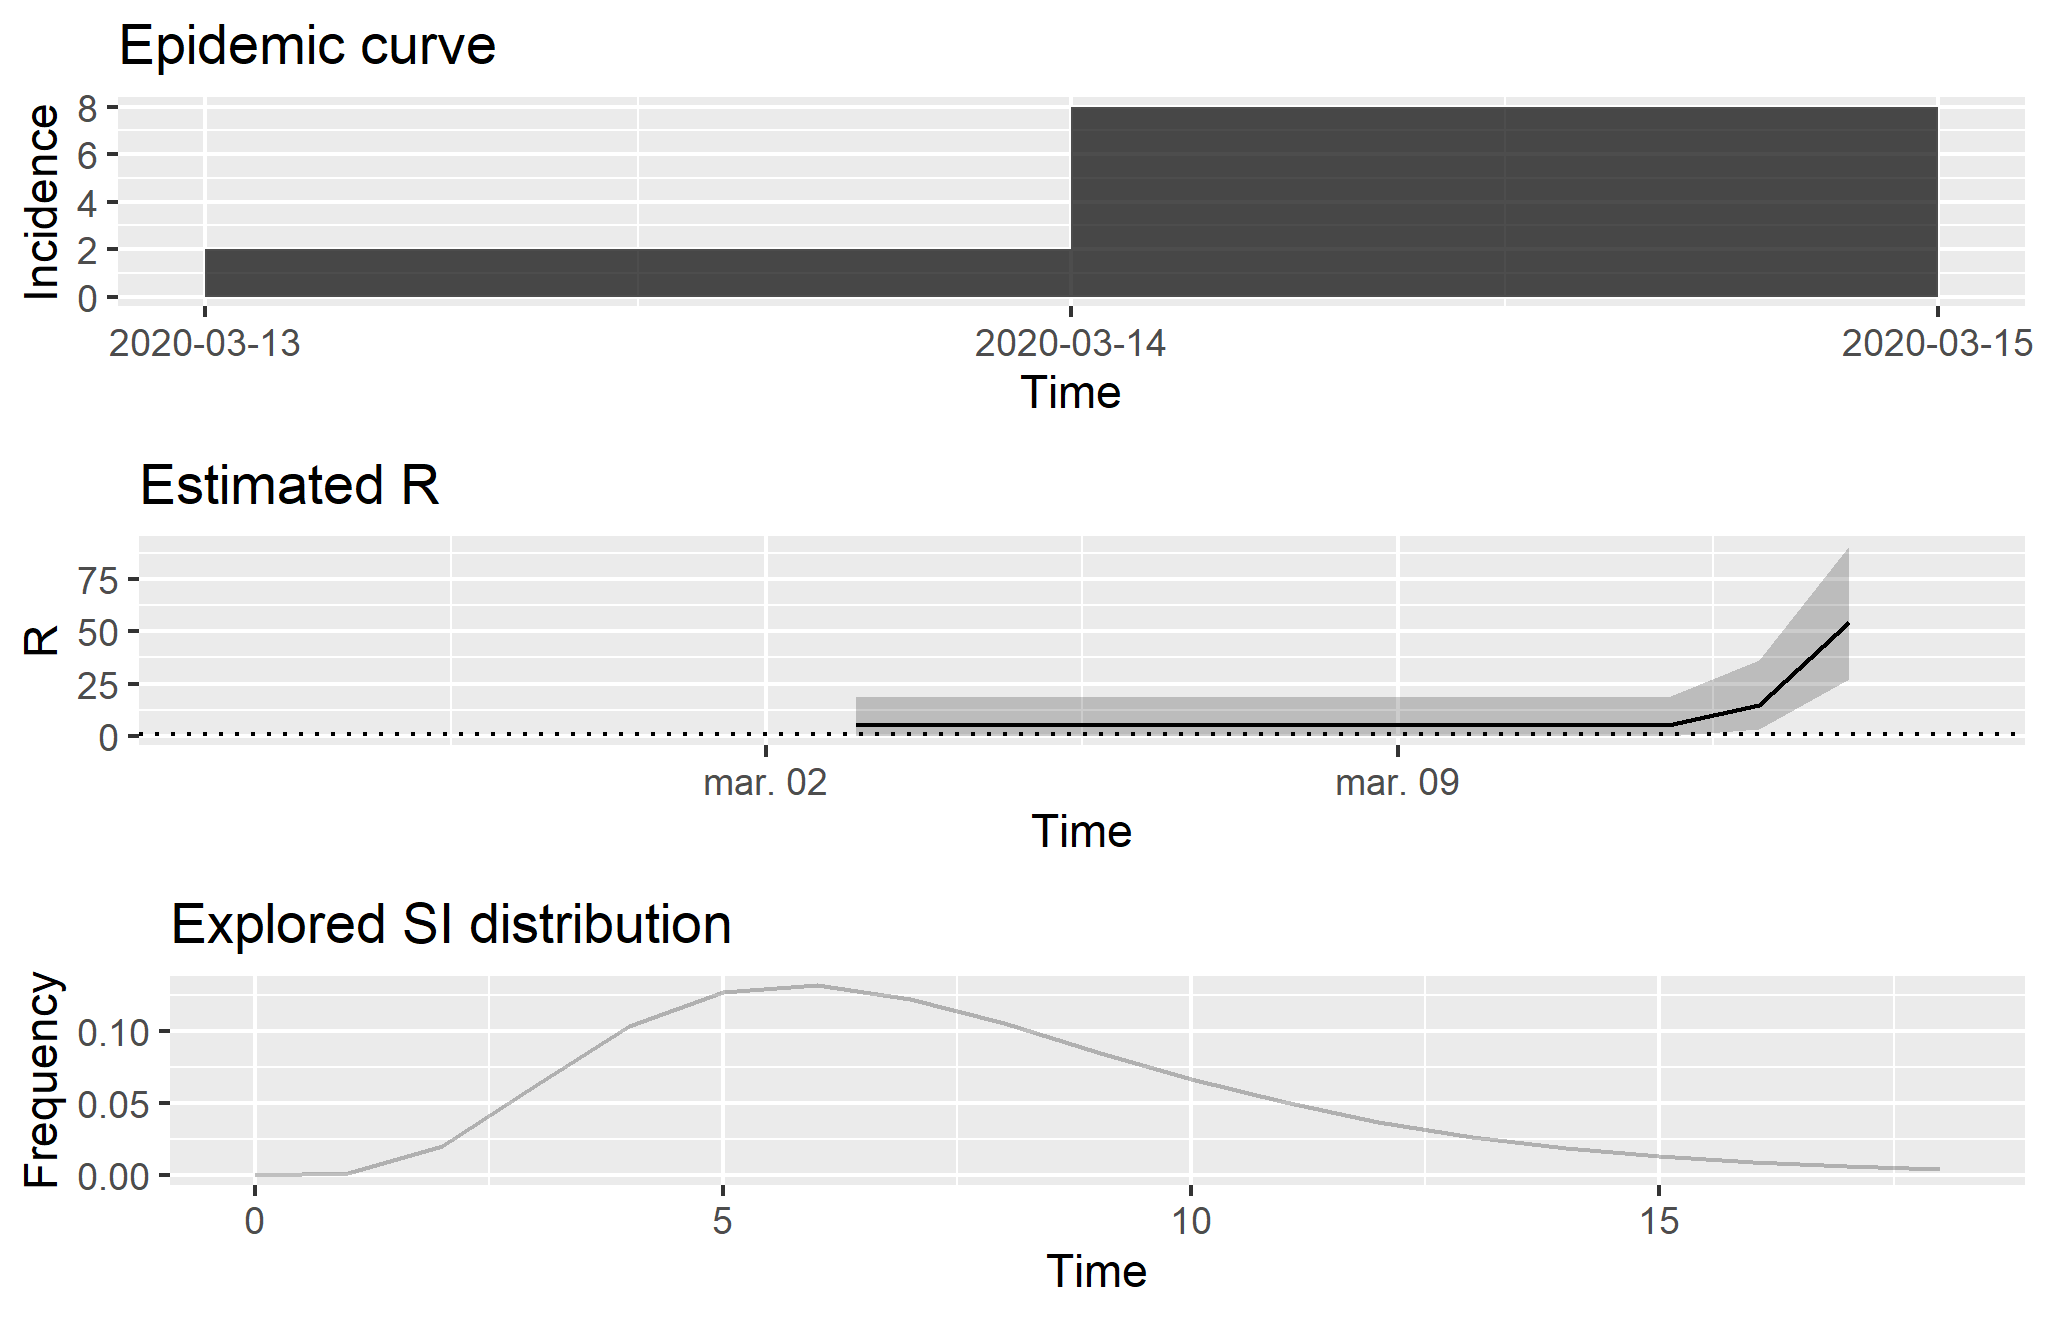 Epidemic curve
Incidence
8
6
4
2
0
2020-03-13 2020-03-14 2020-03-15
Time
Estimated R
R
75
50
25
0
mar. 02 mar. 09
Time
Explored SI distribution
Frequency
0.10
0.05
0.00
0 5 10 15
Time